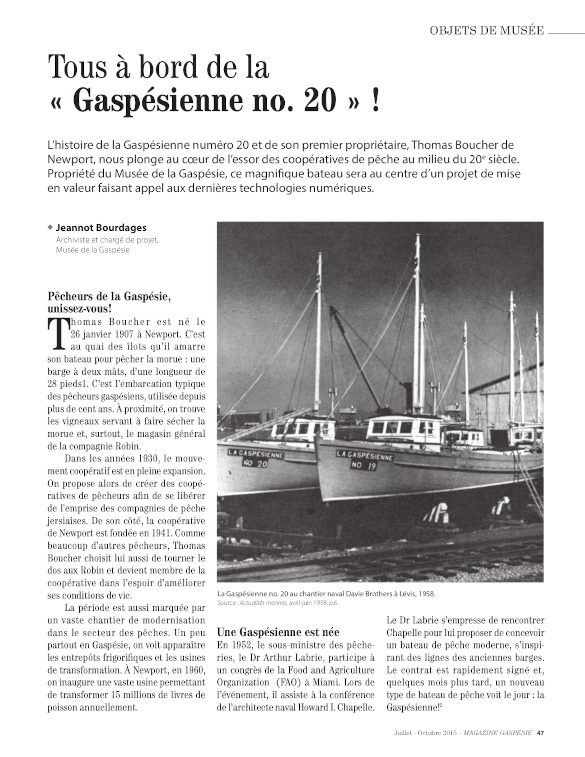 OBJETS DE MUSÉE
Tous à bord de la
« Gaspésienne no. 20 » !
L'histoire de la Gaspésienne numéro 20 et de son premier propriétaire, Thomas Boucher de
Newport, nous plonge au cœur de l'essor des coopératives de pêche au milieu du 20e siècle.
Propriété du Musée de la Gaspésie, ce magnifique bateau sera au centre d'un projet de mise
en valeur faisant appel aux dernières technologies numériques.
◆ Jeannot Bourdages
Archiviste et chargé de projet,
Musée de la Gaspésie
Pêcheurs de la Gaspésie,
unissez-vous!
Thomas Boucher est né le
26 janvier 1907 à Newport. C'est
au quai des îlots qu'il amarre
son bateau pour pêcher la morue : une
barge à deux mâts, d'une longueur de
28 pieds1. C'est l'embarcation typique
des pêcheurs gaspésiens, utilisée depuis
plus de cent ans. À proximité, on trouve
les vigneaux servant à faire sécher la
morue et, surtout, le magasin général
de la compagnie Robin.
Dans les années 1930, le mouve-
ment coopératif est en pleine expansion.
On propose alors de créer des coopé-
ratives de pêcheurs afin de se libérer
de l'emprise des compagnies de pêche
jersiaises. De son côté, la coopérative
de Newport est fondée en 1941. Comme
beaucoup d'autres pêcheurs, Thomas
Boucher choisit lui aussi de tourner le
dos aux Robin et devient membre de la
coopérative dans l'espoir d'améliorer
ses conditions de vie.
La période est aussi marquée par
un vaste chantier de modernisation
dans le secteur des pêches. Un peu
partout en Gaspésie, on voit apparaître
les entrepôts frigorifiques et les usines
de transformation. À Newport, en 1960,
on inaugure une vaste usine permettant
de transformer 15 millions de livres de
poisson annuellement.
LA GASPÉSIENNE
NO 20
LA GASPÉSIENNE
NO 19
La Gaspésienne no. 20 au chantier naval Davie Brothers à Lévis, 1958.
Source : Actualités marines, avril-juin 1958, p.6.
Une Gaspésienne est née
En 1952, le sous-ministre des pêche-
ries, le Dr Arthur Labrie, participe à
un congrès de la Food and Agriculture
Organization (FAO) à Miami. Lors de
l'événement, il assiste à la conférence
de l'architecte naval Howard I. Chapelle.
Le Dr Labrie s'empresse de rencontrer
Chapelle pour lui proposer de concevoir
un bateau de pêche moderne, s'inspi-
rant des lignes des anciennes barges.
Le contrat est rapidement signé et,
quelques mois plus tard, un nouveau
type de bateau de pêche voit le jour : la
Gaspésienne!2
Juillet - Octobre 2015 – MAGAZINE GASPÉSIE 47